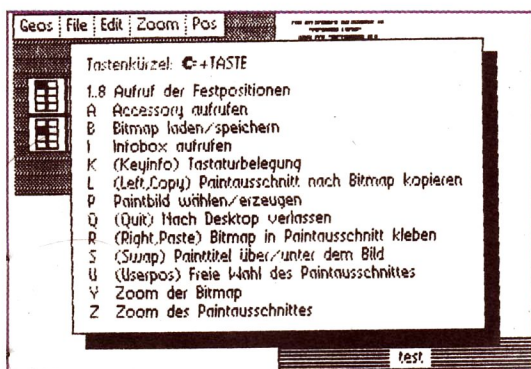 Geos File Edit Zoom Pos
Tastenkürzel: C= +TASTE
1..8 Aufruf der Festpositionen
A Accessory aufrufen
B Bitmap laden/speichern
I Infobox aufrufen
K (Keyinfo) Tastaturbelegung
L (Left,Copy) Paintausschnitt nach Bitmap kopieren
P Paintbild wählen/erzeugen
Q (Quit) Nach Desktop verlassen
R (Right,Paste) Bitmap in Paintausschnitt kleben
S (Swap) Painttitel über/unter dem Bild
U (Userpos) Freie Wahl des Paintausschnittes
Y Zoom der Bitmap
Z Zoom des Paintausschnittes
test